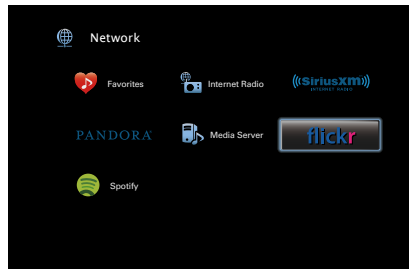 Network
Favorites
Internet Radio
((SiriusXM))
INTERNET RADIO
PANDORA
Media Server
flickr
Spotify